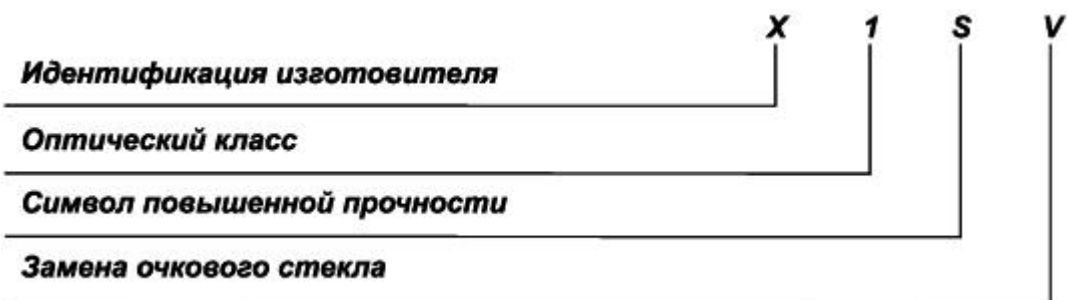 X 1 S V
Идентификация изготовителя
Оптический класс
Символ повышенной прочности
Замена очкового стекла